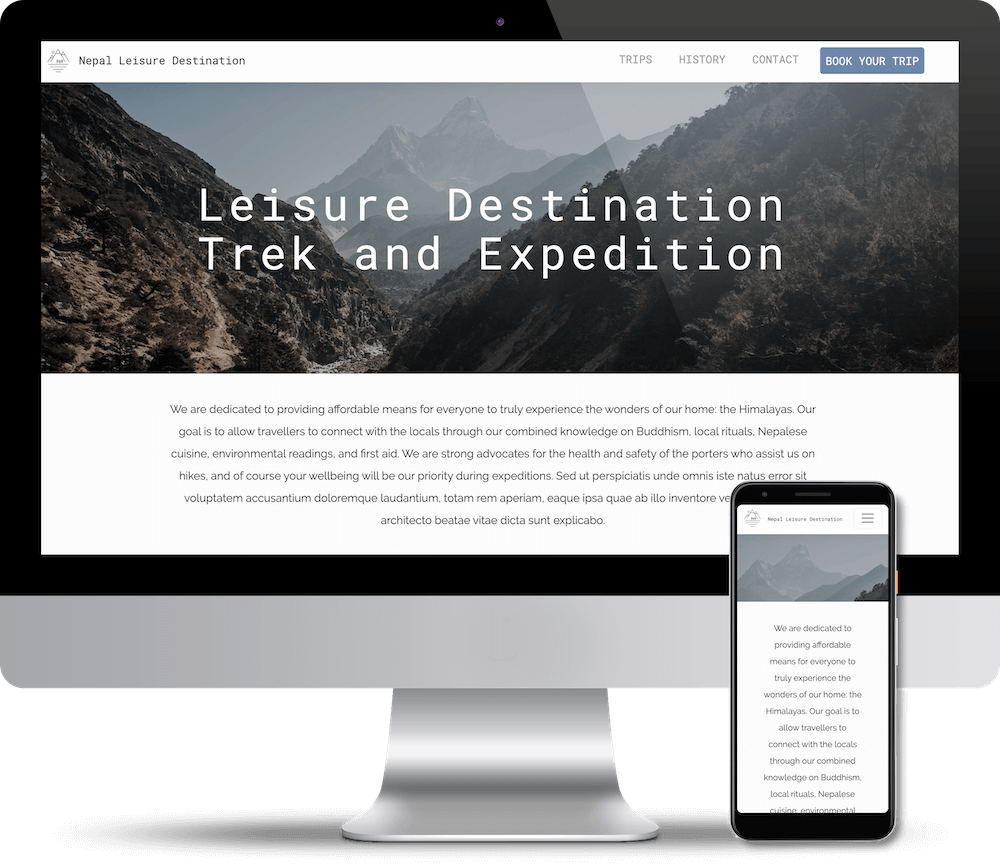 Nepal Leisure Destination
TRIPS HISTORY CONTACT BOOK YOUR TRIP
Leisure Destination
Trek and Expedition
We are dedicated to providing affordable means for everyone to truly experience the wonders of our home: the Himalayas. Our
goal is to allow travellers to connect with the locals through our combined knowledge on Buddhism, local rituals, Nepalese
cuisine, environmental readings, and first aid. We are strong advocates for the health and safety of the porters who assist us on
hikes, and of course your wellbeing will be our priority during expeditions. Sed ut perspiciatis unde omnis iste natus error sit
voluptatem accusantium doloremque laudantium, totam rem aperiam, eaque ipsa quae ab illo inventore
architecto beatae vitae dicta sunt explicabo.
Nepal Leisure Destination
We are dedicated to
providing affordable
means for everyone to
truly experience the
wonders of our home: the
Himalayas. Our goal is to
allow travellers to
connect with the locals
through our combined
knowledge on Buddhism,
local rituals, Nepalese
cuisine, environmental